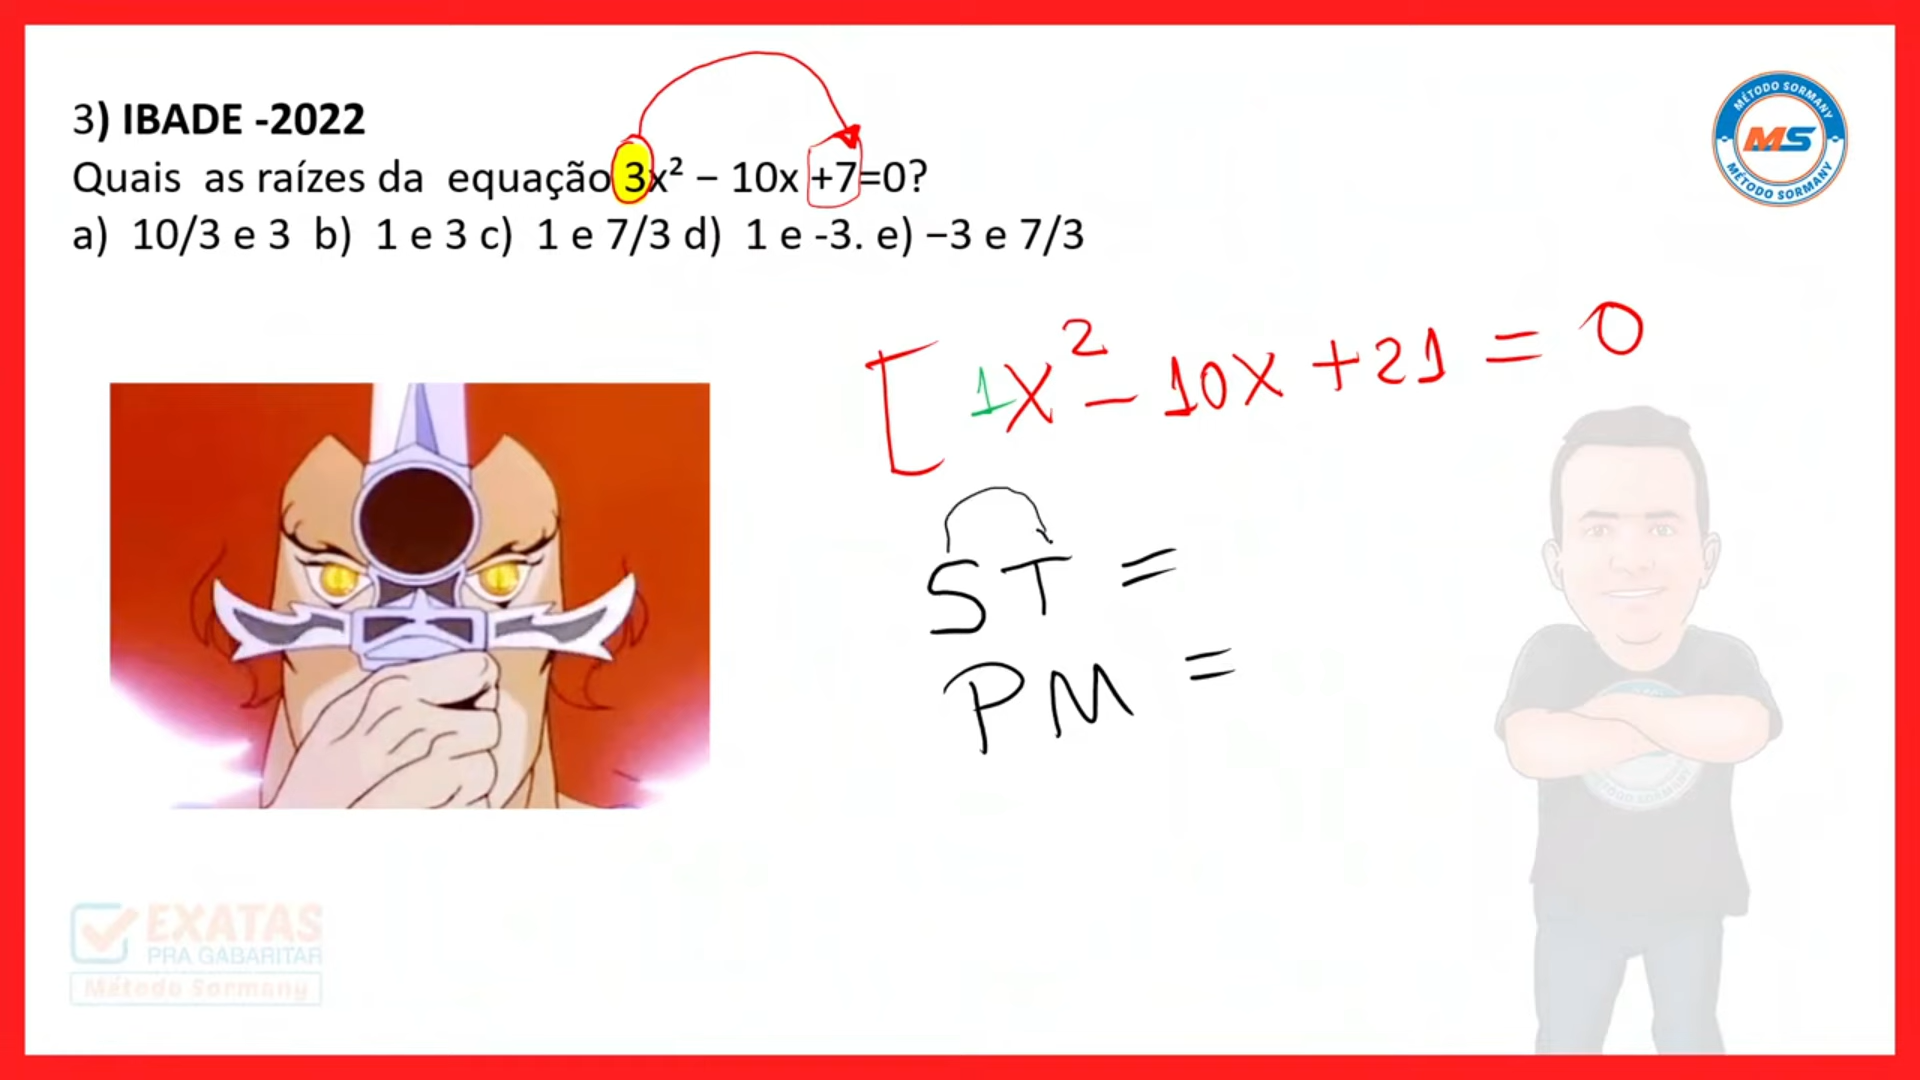 3) IBADE -2022
Quais as raízes da equação 3x² − 10x +7=0?
a) 10/3 e 3 b) 1 e 3 c) 1 e 7/3 d) 1 e -3. e) −3 e 7/3
MÉTODO SORMANY
MS
MÉTODO SORMANY
[ 1x² - 10x + 21 = 0
ST =
PM =
EXATAS
PRA GABARITAR
Método Sormany